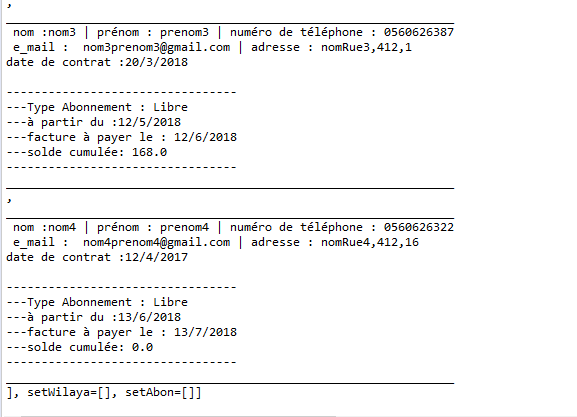 ,
________________________________________________________________
nom :nom3 | prénom : prenom3 | numéro de téléphone : 0560626387
e_mail :  nom3prenom3@gmail.com | adresse : nomRue3,412,1
date de contrat :20/3/2018
---------------------------------
---Type Abonnement : Libre
---à partir du :12/5/2018
---facture à payer le : 12/6/2018
---solde cumulée: 168.0
---------------------------------
________________________________________________________________
,
________________________________________________________________
nom :nom4 | prénom : prenom4 | numéro de téléphone : 0560626322
e_mail :  nom4prenom4@gmail.com | adresse : nomRue4,412,16
date de contrat :12/4/2017
---------------------------------
---Type Abonnement : Libre
---à partir du :13/6/2018
---facture à payer le : 13/7/2018
---solde cumulée: 0.0
---------------------------------
________________________________________________________________
], setWilaya=[], setAbon=[]]